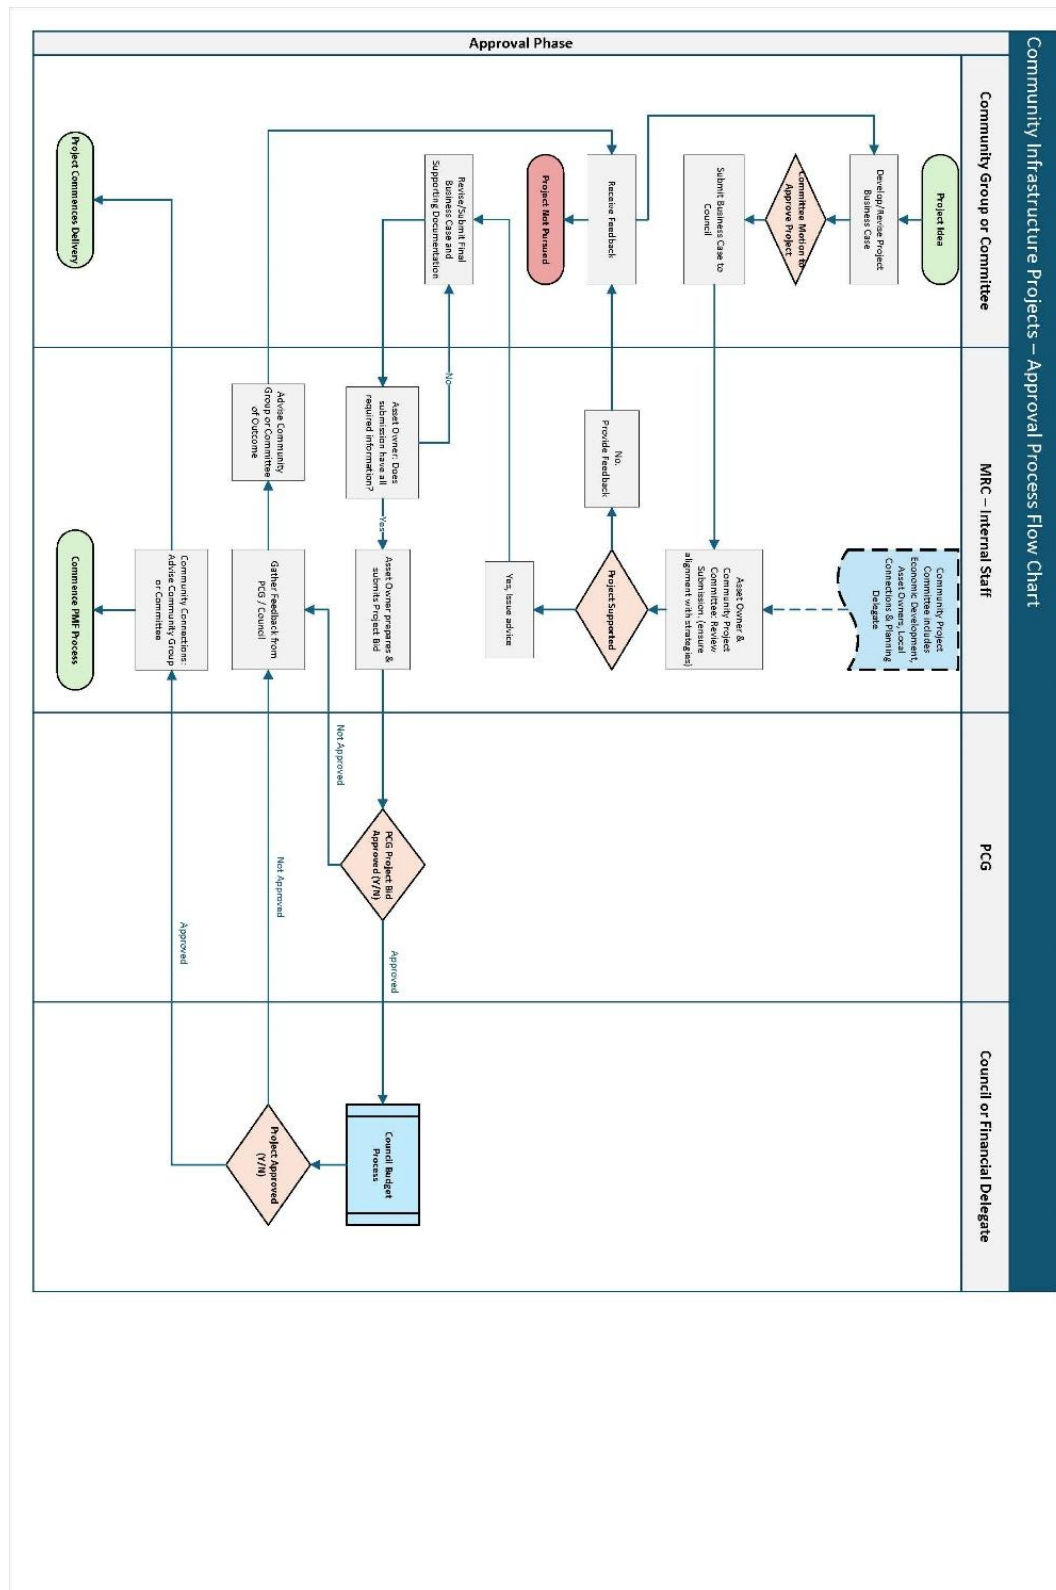 Community Infrastructure Projects – Approval Process Flow Chart
Community Group or Committee
MRC – Internal Staff
PCG
Council or Financial Delegate
Approval Phase
Project Idea
Develop/Revise Project
Business Case
Committee Motion to
Approve Project
Submit Business Case to
Council
Community Project
Committee includes
Economic Development,
Asset Owners, Local
Connections & Planning
Delegate
Asset Owner &
Community Project
Committee: Review
Submission. (ensure
alignment with strategies)
Project Supported
No.
Provide Feedback
Receive Feedback
Project Not Pursued
Yes, Issue advice
Revise/Submit Final
Business Case and
Supporting Documentation
No
Asset Owner: Does
submission have all
required information?
Yes
Asset Owner prepares &
submits Project Bid
PCG Project Bid
Approved (Y/N)
Approved
Council Budget
Process
Not Approved
Project Approved
(Y/N)
Not Approved
Gather Feedback from
PCG / Council
Advise Community
Group or Committee
of Outcome
Approved
Community Connections:
Advise Community Group
or Committee
Project Commences Delivery
Commence PMF Process